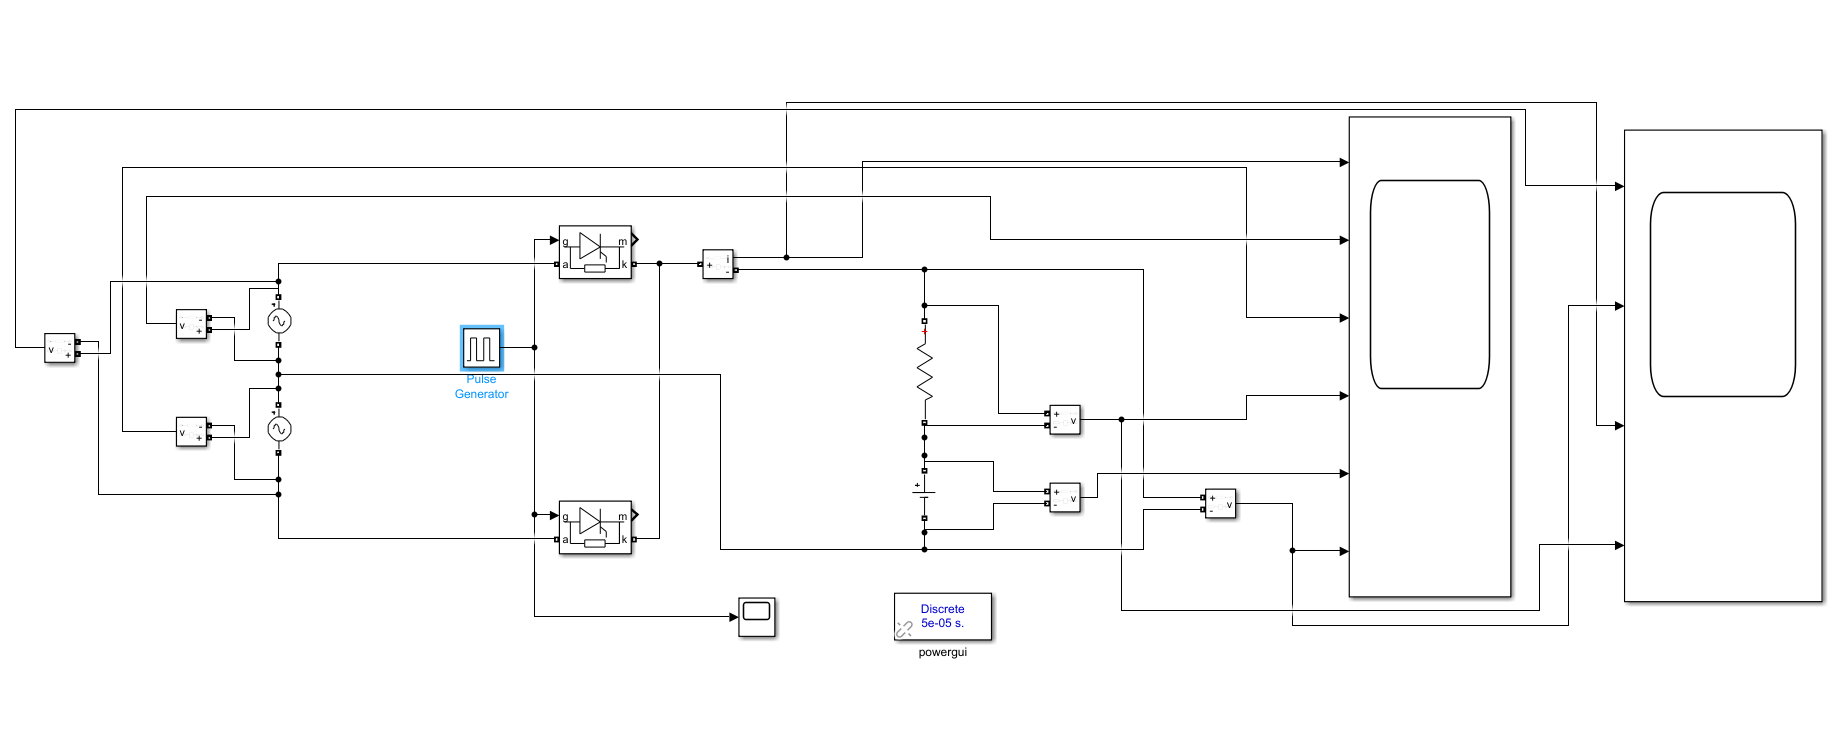 g
m
a
k
i
+
-
-
+
v
-
+
v
Pulse
Generator
+
-
+
v
+
-
v
+
+
-
v
+
-
v
g
m
a
k
Discrete
5e-05 s.
powergui